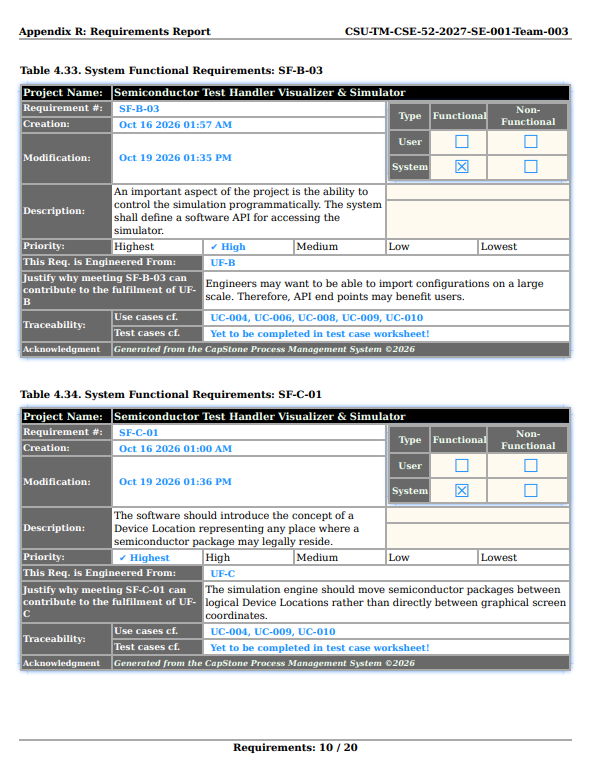 Appendix R: Requirements Report CSU-TM-CSE-52-2027-SE-001-Team-003
Table 4.33. System Functional Requirements: SF-B-03
Project Name: Semiconductor Test Handler Visualizer & Simulator
Requirement #: SF-B-03
Creation: Oct 16 2026 01:57 AM
Modification: Oct 19 2026 01:35 PM
Type Functional Non-
Functional
User ☐ ☐
System ☒ ☐
Description: An important aspect of the project is the ability to
control the simulation programmatically. The system
shall define a software API for accessing the
simulator.
Priority: Highest ✔ High Medium Low Lowest
This Req. is Engineered From: UF-B
Justify why meeting SF-B-03 can
contribute to the fulfilment of UF-
B
Engineers may want to be able to import configurations on a large
scale. Therefore, API end points may benefit users.
Traceability: Use cases cf. UC-004, UC-006, UC-008, UC-009, UC-010
Test cases cf. Yet to be completed in test case worksheet!
Acknowledgment Generated from the CapStone Process Management System ©2026
Table 4.34. System Functional Requirements: SF-C-01
Project Name: Semiconductor Test Handler Visualizer & Simulator
Requirement #: SF-C-01
Creation: Oct 16 2026 01:00 AM
Modification: Oct 19 2026 01:36 PM
Type Functional Non-
Functional
User ☐ ☐
System ☒ ☐
Description: The software should introduce the concept of a
Device Location representing any place where a
semiconductor package may legally reside.
Priority: ✔ Highest High Medium Low Lowest
This Req. is Engineered From: UF-C
Justify why meeting SF-C-01 can
contribute to the fulfilment of UF-
C
The simulation engine should move semiconductor packages between
logical Device Locations rather than directly between graphical screen
coordinates.
Traceability: Use cases cf. UC-004, UC-009, UC-010
Test cases cf. Yet to be completed in test case worksheet!
Acknowledgment Generated from the CapStone Process Management System ©2026
Requirements: 10 / 20